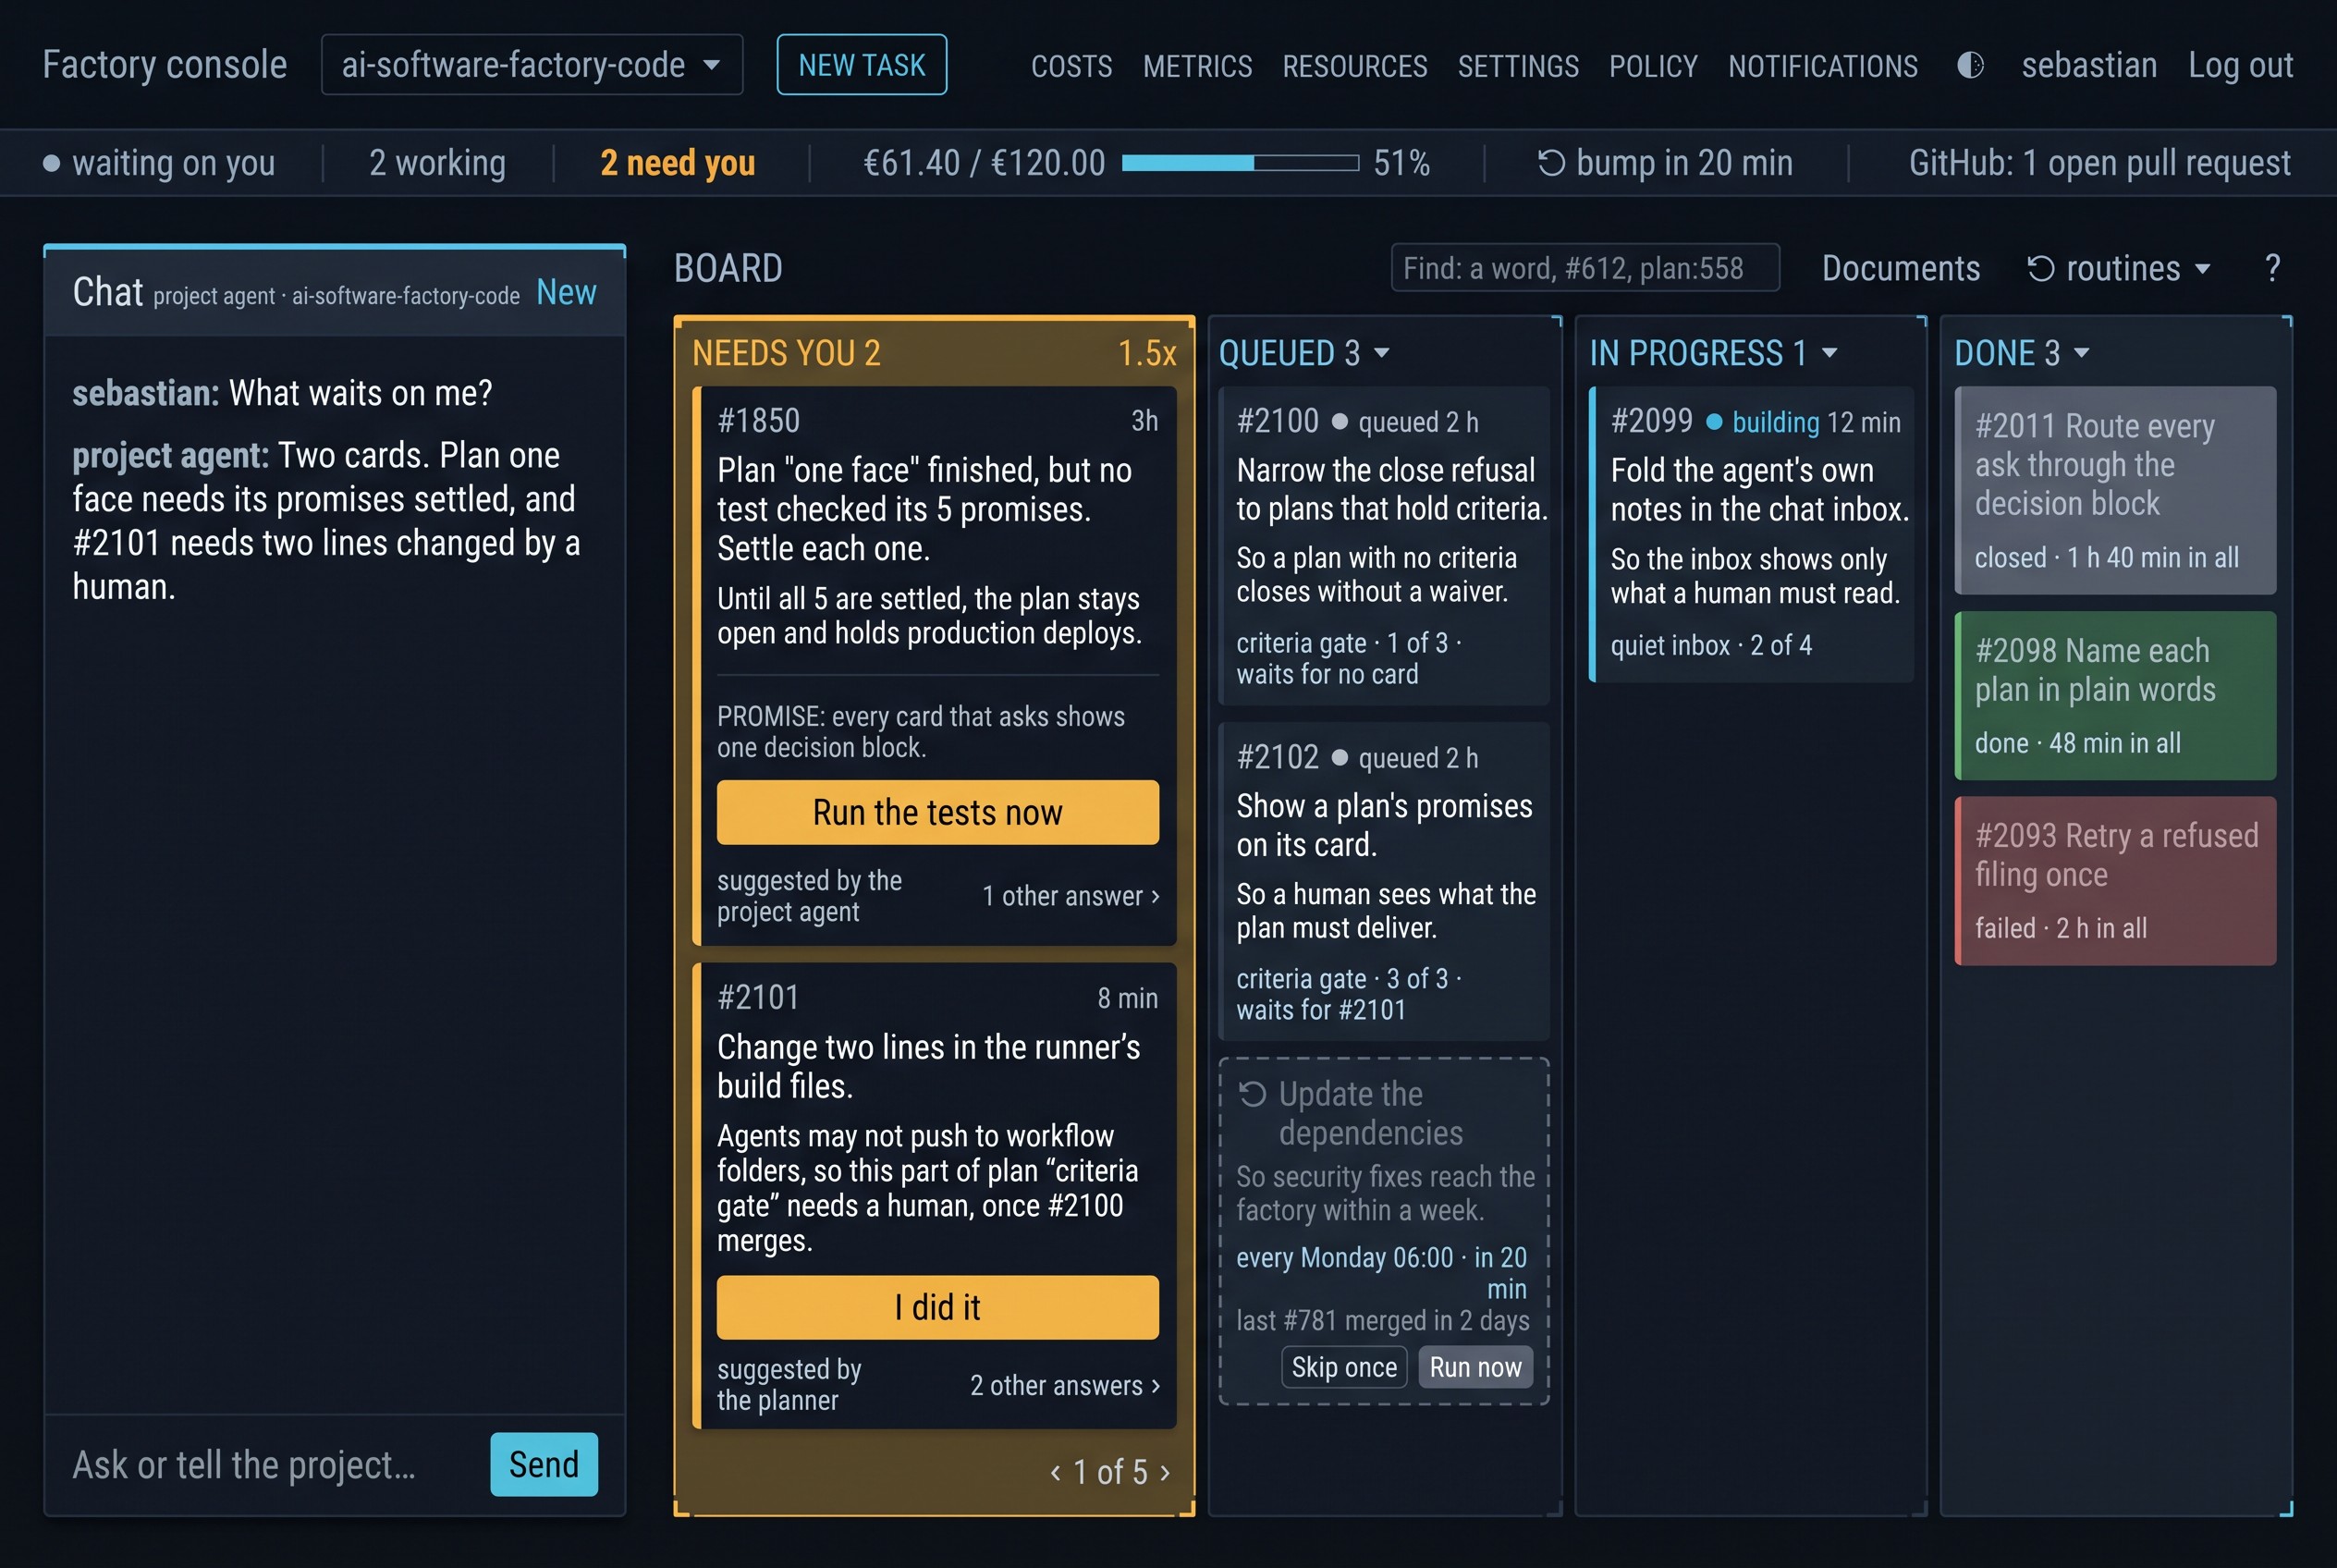 Factory console
ai-software-factory-code
NEW TASK
COSTS
METRICS
RESOURCES
SETTINGS
POLICY
NOTIFICATIONS
sebastian
Log out
waiting on you
2 working
2 need you
€61.40 / €120.00
51%
bump in 20 min
GitHub: 1 open pull request
Chat project agent · ai-software-factory-code New
sebastian: What waits on me?
project agent: Two cards. Plan one
face needs its promises settled, and
#2101 needs two lines changed by a
human.
Ask or tell the project...
Send
BOARD
Find: a word, #612, plan:558
Documents
routines
?
NEEDS YOU 2
1.5x
#1850
3h
Plan "one face" finished, but no
test checked its 5 promises.
Settle each one.
Until all 5 are settled, the plan stays
open and holds production deploys.
PROMISE: every card that asks shows
one decision block.
Run the tests now
suggested by the
project agent
1 other answer ›
#2101
8 min
Change two lines in the runner’s
build files.
Agents may not push to workflow
folders, so this part of plan “criteria
gate” needs a human, once #2100
merges.
I did it
suggested by
the planner
2 other answers ›
‹ 1 of 5 ›
QUEUED 3
#2100 ● queued 2 h
Narrow the close refusal
to plans that hold criteria.
So a plan with no criteria
closes without a waiver.
criteria gate · 1 of 3 ·
waits for no card
#2102 ● queued 2 h
Show a plan's promises
on its card.
So a human sees what the
plan must deliver.
criteria gate · 3 of 3 ·
waits for #2101
Update the
dependencies
So security fixes reach the
factory within a week.
every Monday 06:00 · in 20
min
last #781 merged in 2 days
Skip once
Run now
IN PROGRESS 1
#2099 ● building 12 min
Fold the agent's own
notes in the chat inbox.
So the inbox shows only
what a human must read.
quiet inbox · 2 of 4
DONE 3
#2011 Route every
ask through the
decision block
closed · 1 h 40 min in all
#2098 Name each
plan in plain words
done · 48 min in all
#2093 Retry a refused
filing once
failed · 2 h in all